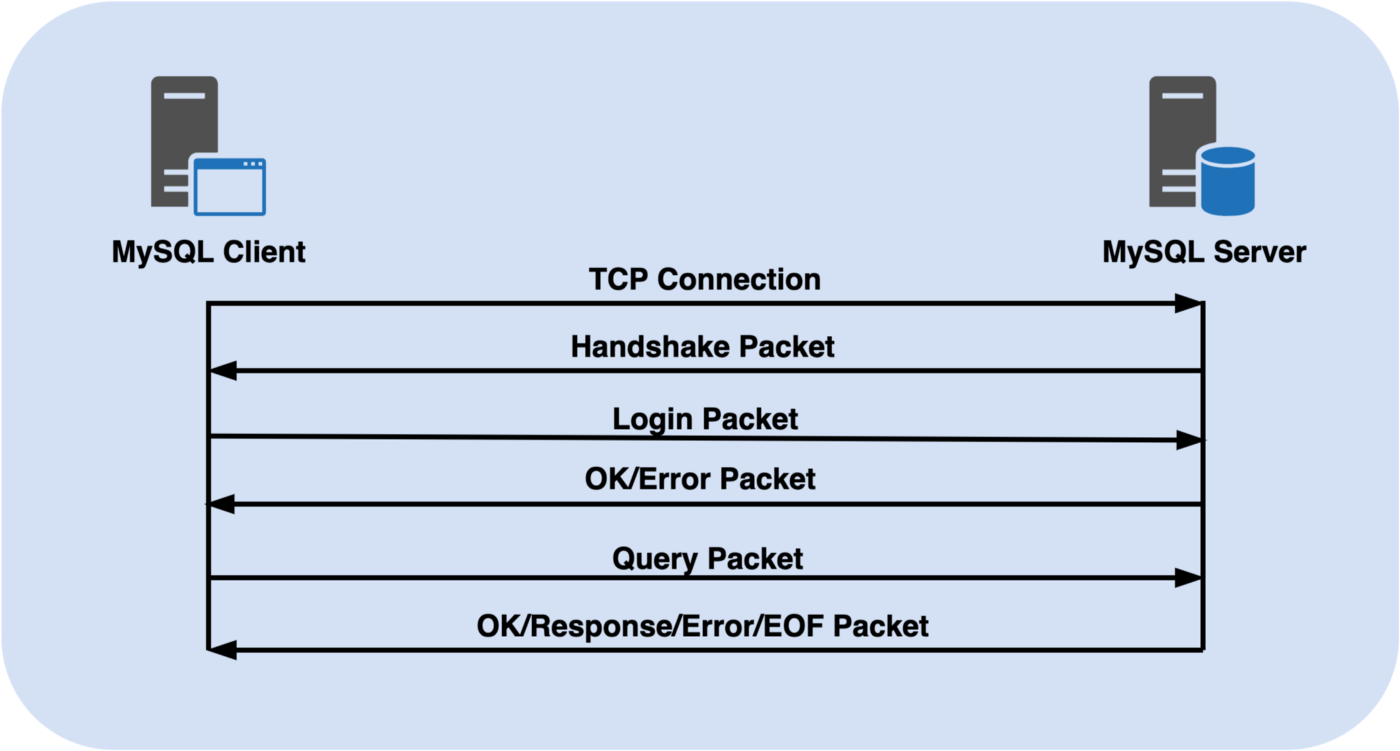 MySQL Client
MySQL Server
TCP Connection
Handshake Packet
Login Packet
OK/Error Packet
Query Packet
OK/Response/Error/EOF Packet